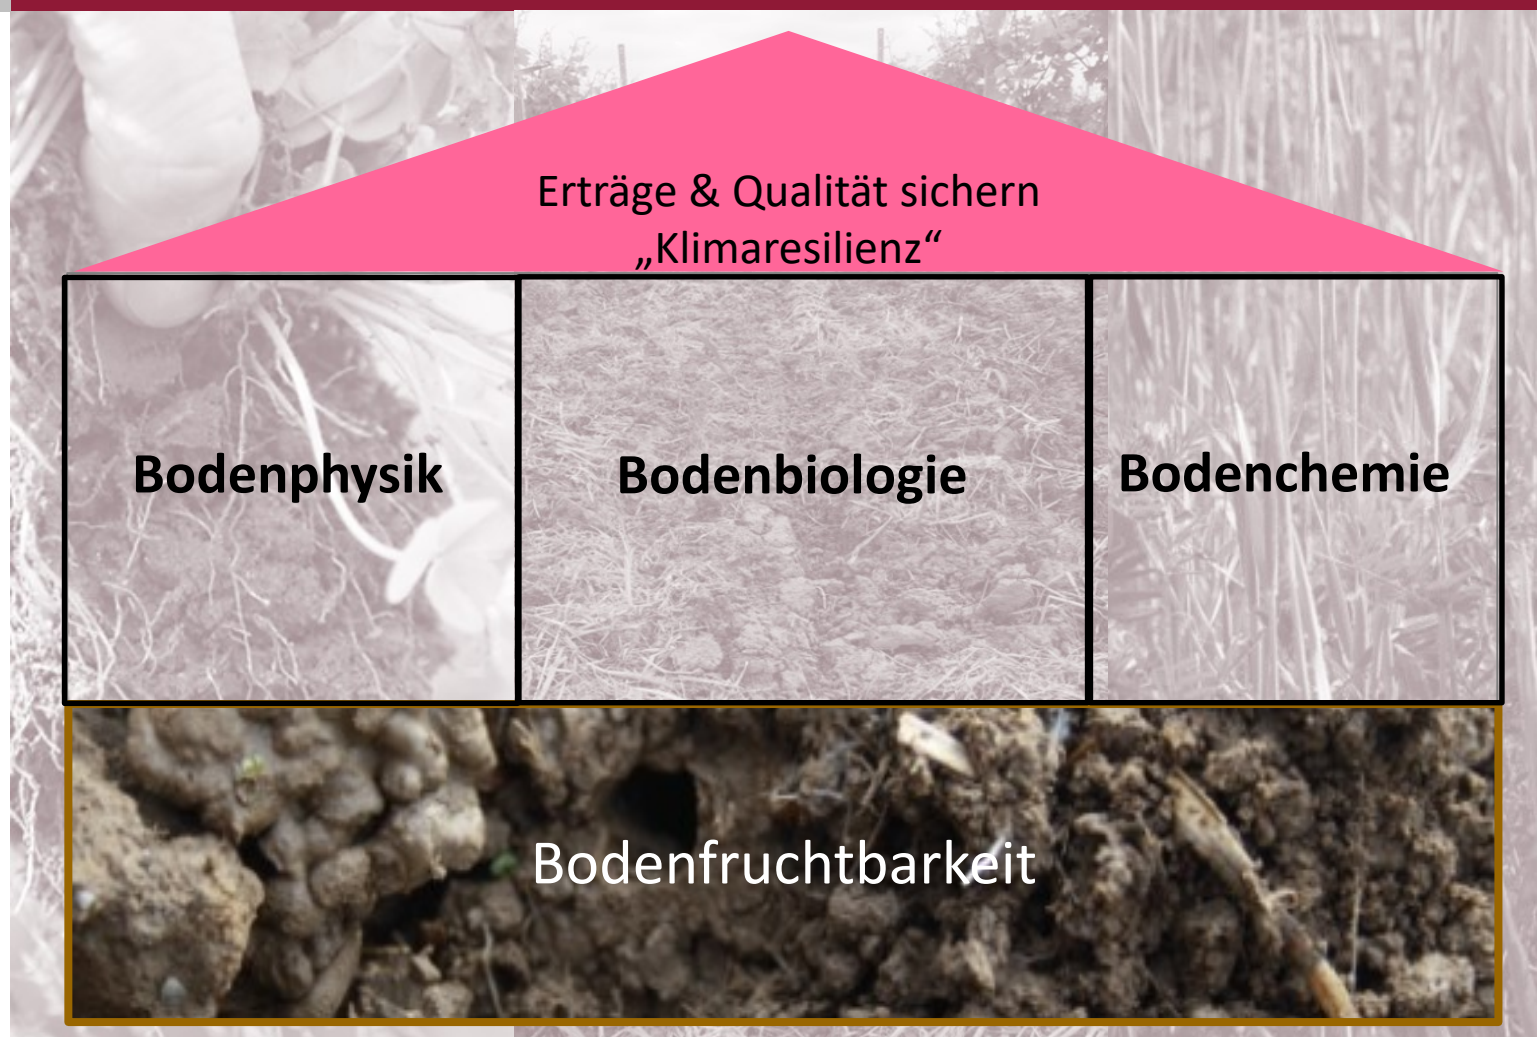 Erträge & Qualität sichern
„Klimaresilienz“
Bodenphysik
Bodenbiologie
Bodenchemie
Bodenfruchtbarkeit